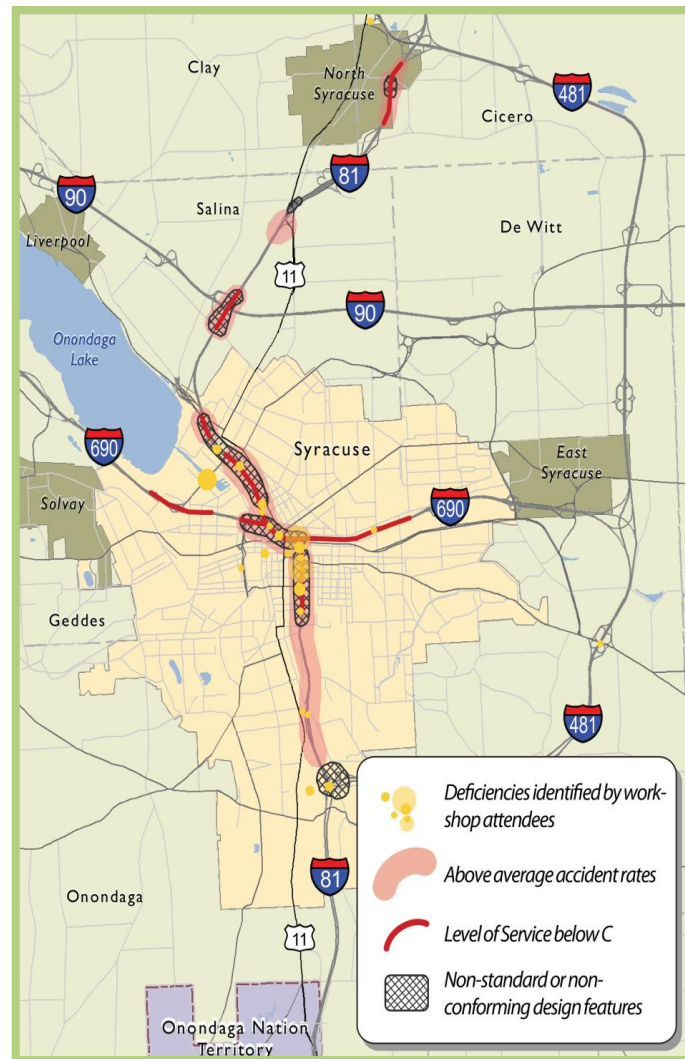 Clay
North
Syracuse
481
Cicero
81
90
Salina
Liverpool
De Witt
11
90
Onondaga
Lake
690
Syracuse
East
Syracuse
690
Solvay
Geddes
481
Deficiencies identified by work-
shop attendees
Above average accident rates
81
Level of Service below C
Onondaga
11
Non-standard or non-
conforming design features
Onondaga Nation
Territory